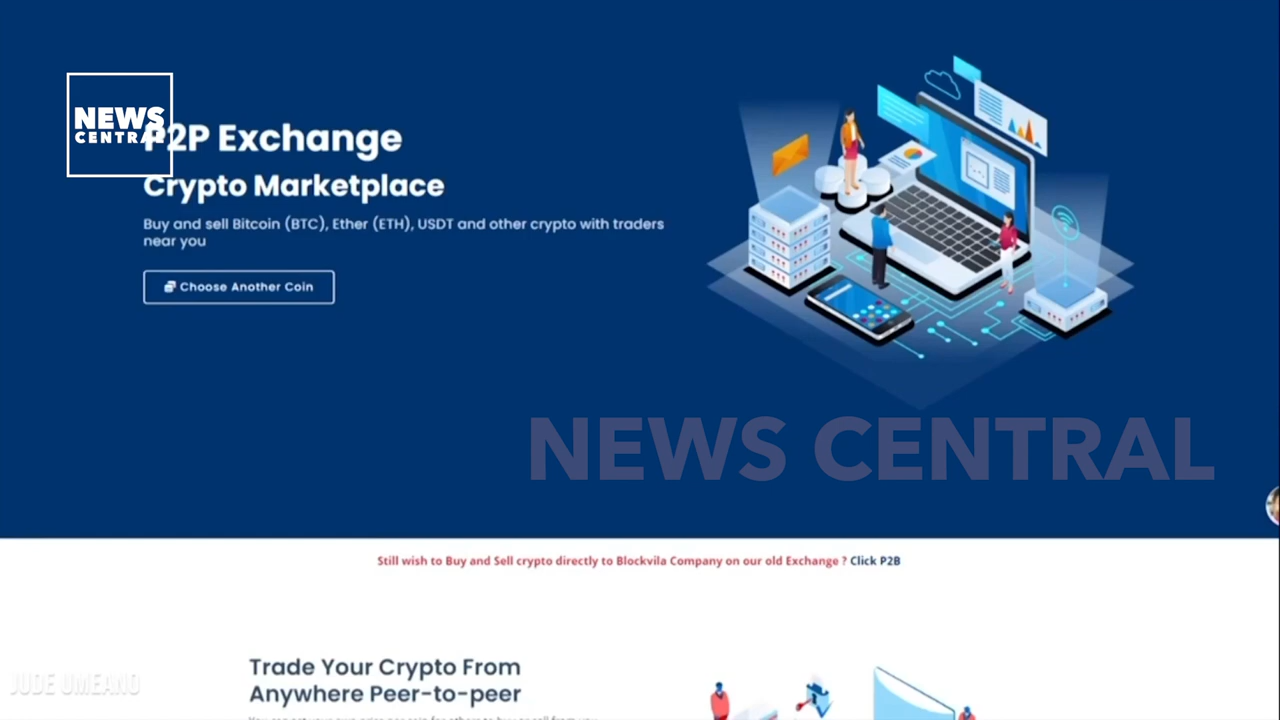 NEWS
CENTRAL
P2P Exchange
Crypto Marketplace
Buy and sell Bitcoin (BTC), Ether (ETH), USDT and other crypto with traders
near you
Choose Another Coin
NEWS CENTRAL
Still wish to Buy and Sell crypto directly to Blockvila Company on our old Exchange ? Click P2B
Trade Your Crypto From
Anywhere Peer-to-peer
JUDE UMEANO